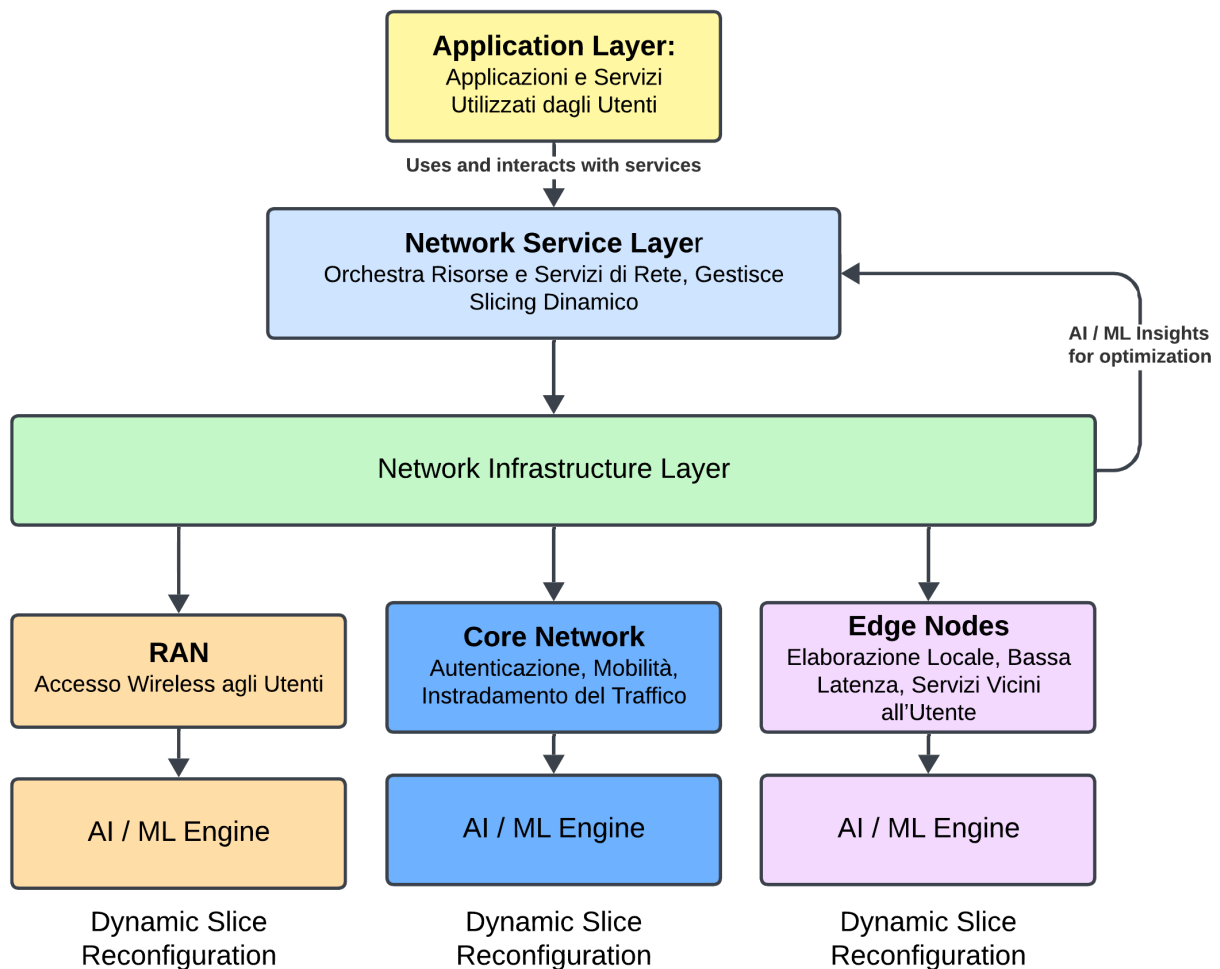 Application Layer:
Applicazioni e Servizi
Utilizzati dagli Utenti
Uses and interacts with services
Network Service Layer
Orchestra Risorse e Servizi di Rete, Gestisce
Slicing Dinamico
AI / ML Insights
for optimization
Network Infrastructure Layer
RAN
Accesso Wireless agli Utenti
Core Network
Autenticazione, Mobilità,
Instradamento del Traffico
Edge Nodes
Elaborazione Locale, Bassa
Latenza, Servizi Vicini
all’Utente
AI / ML Engine
AI / ML Engine
AI / ML Engine
Dynamic Slice
Reconfiguration
Dynamic Slice
Reconfiguration
Dynamic Slice
Reconfiguration